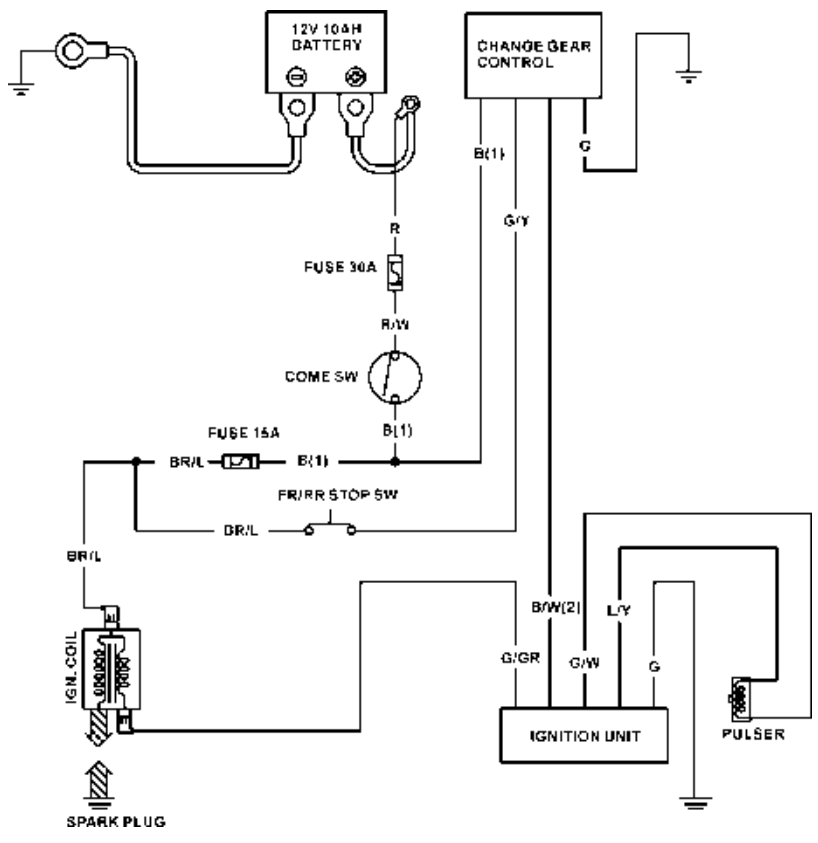 12V 10AH
BATTERY
CHANGE GEAR
CONTROL
B(1)
G
G/Y
R
FUSE 30A
R/W
COME SW
B(1)
FUSE 15A
BR/L
B(1)
FR/RR STOP SW
BR/L
BR/L
B/W(2)
L/Y
IGN. COIL
G/GR
G/W
G
IGNITION UNIT
PULSER
SPARK PLUG